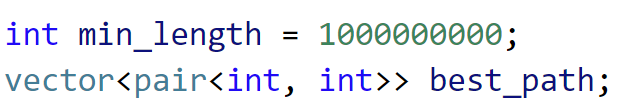 int min_length = 1000000000;
vector<pair<int, int>> best_path;